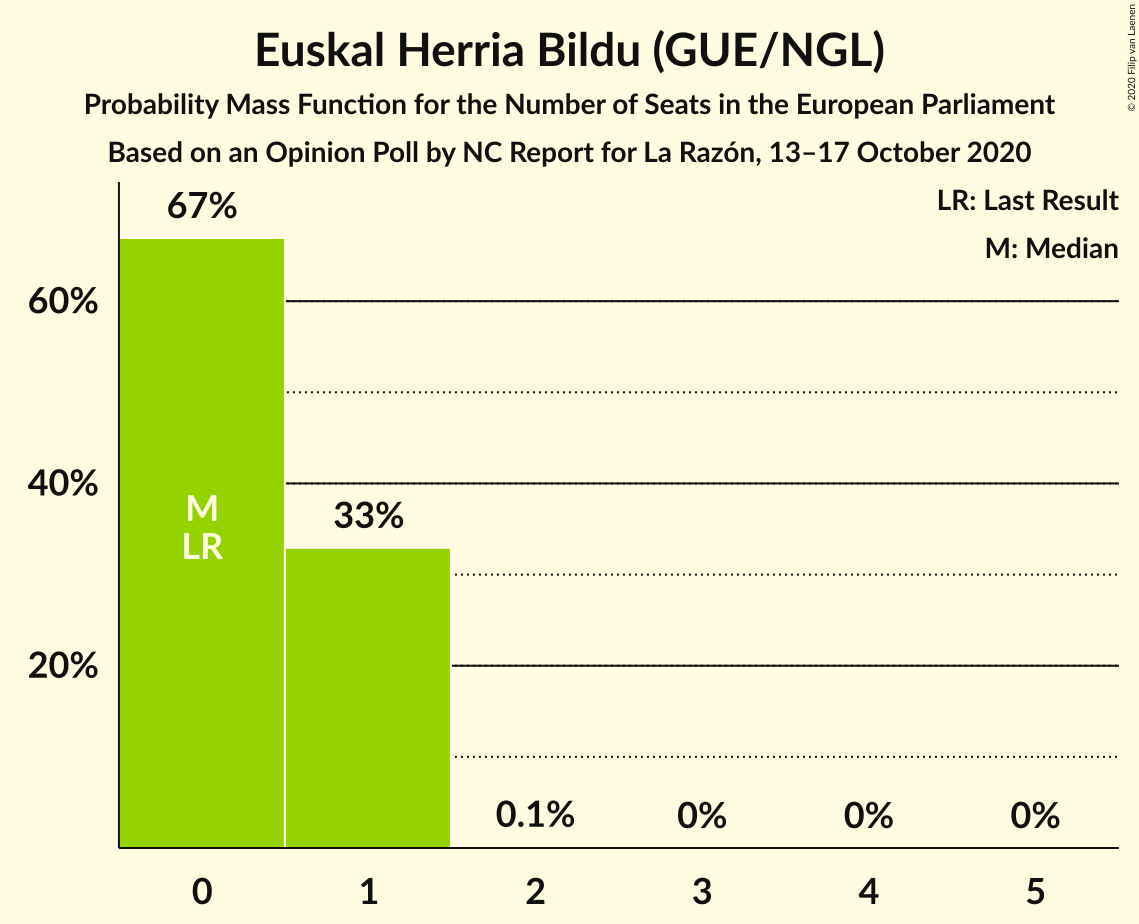 Euskal Herria Bildu (GUE/NGL)
Probability Mass Function for the Number of Seats in the European Parliament
Based on an Opinion Poll by NC Report for La Razón, 13–17 October 2020
© 2020 Filip van Laenen
LR: Last Result
M: Median
67%
60%
40%
20%
M
LR
33%
0.1%
0%
0%
0%
0
1
2
3
4
5